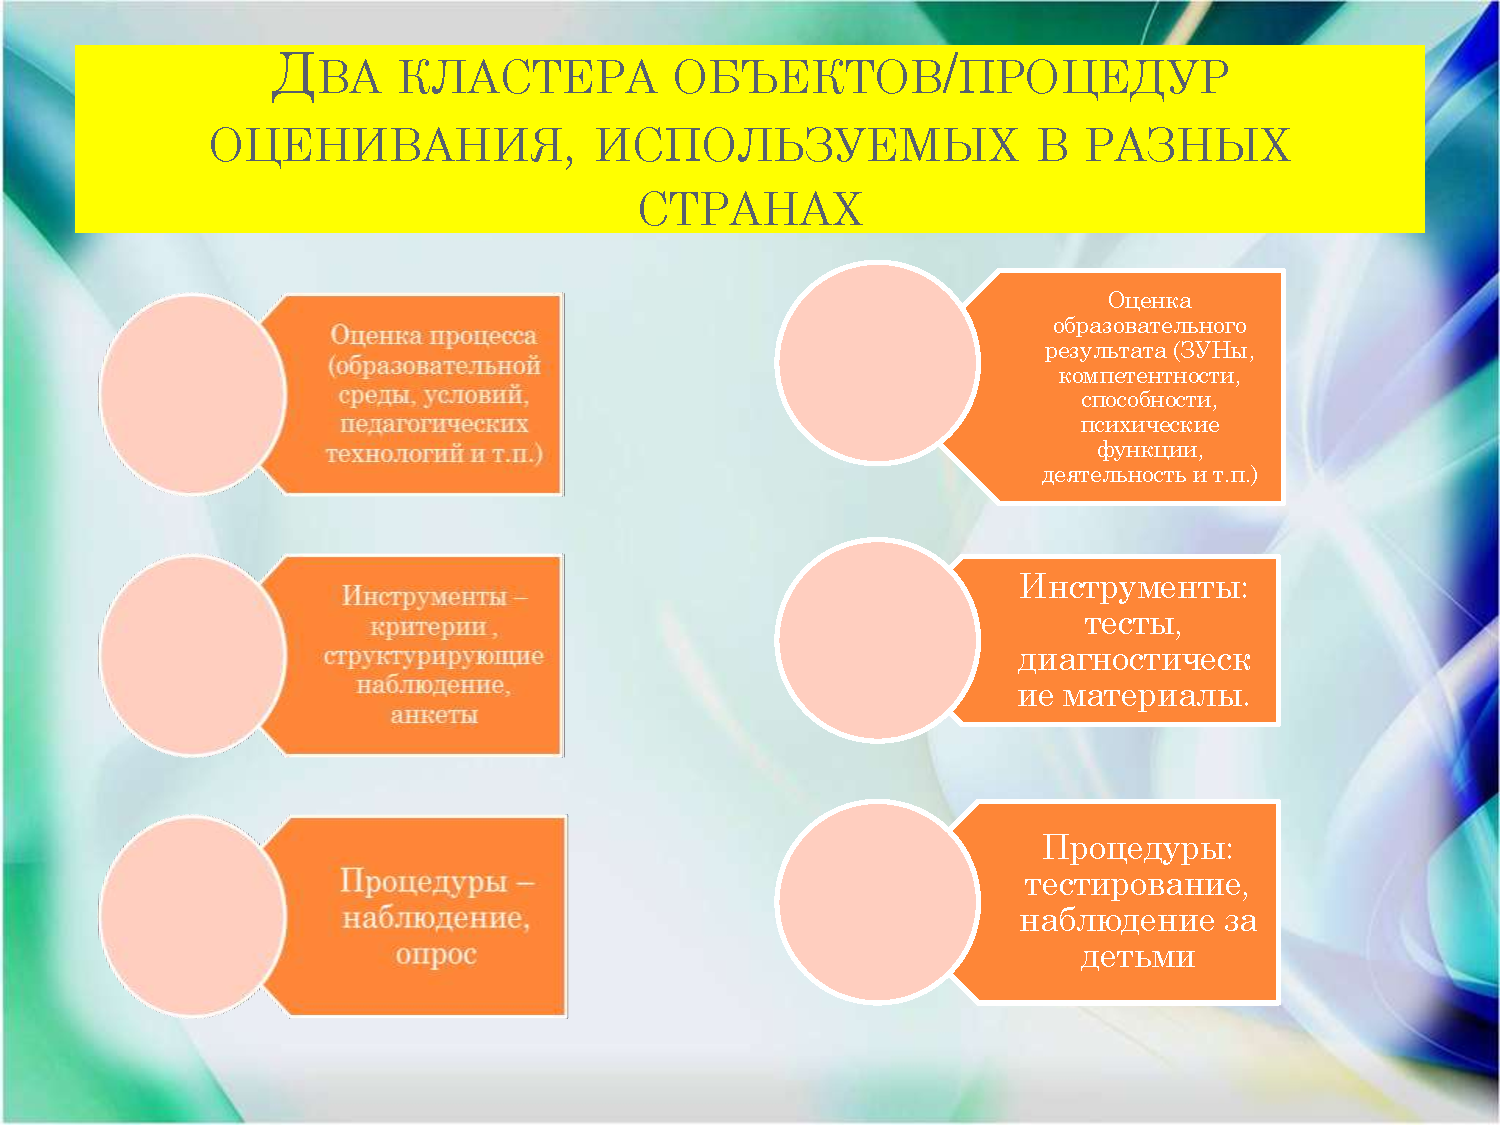 Два кластера объектов/процедур
оценивания, используемых в разных
странах
Оценка процесса
(образовательной
среды, условий,
педагогических
технологий и т.п.)
Инструменты –
критерии ,
структурирующие
наблюдение,
анкеты
Процедуры –
наблюдение,
опрос
Оценка
образовательного
результата (ЗУНы,
компетентности,
способности,
психические
функции,
деятельность и т.п.)
Инструменты:
тесты,
диагностическ
ие материалы.
Процедуры:
тестирование,
наблюдение за
детьми